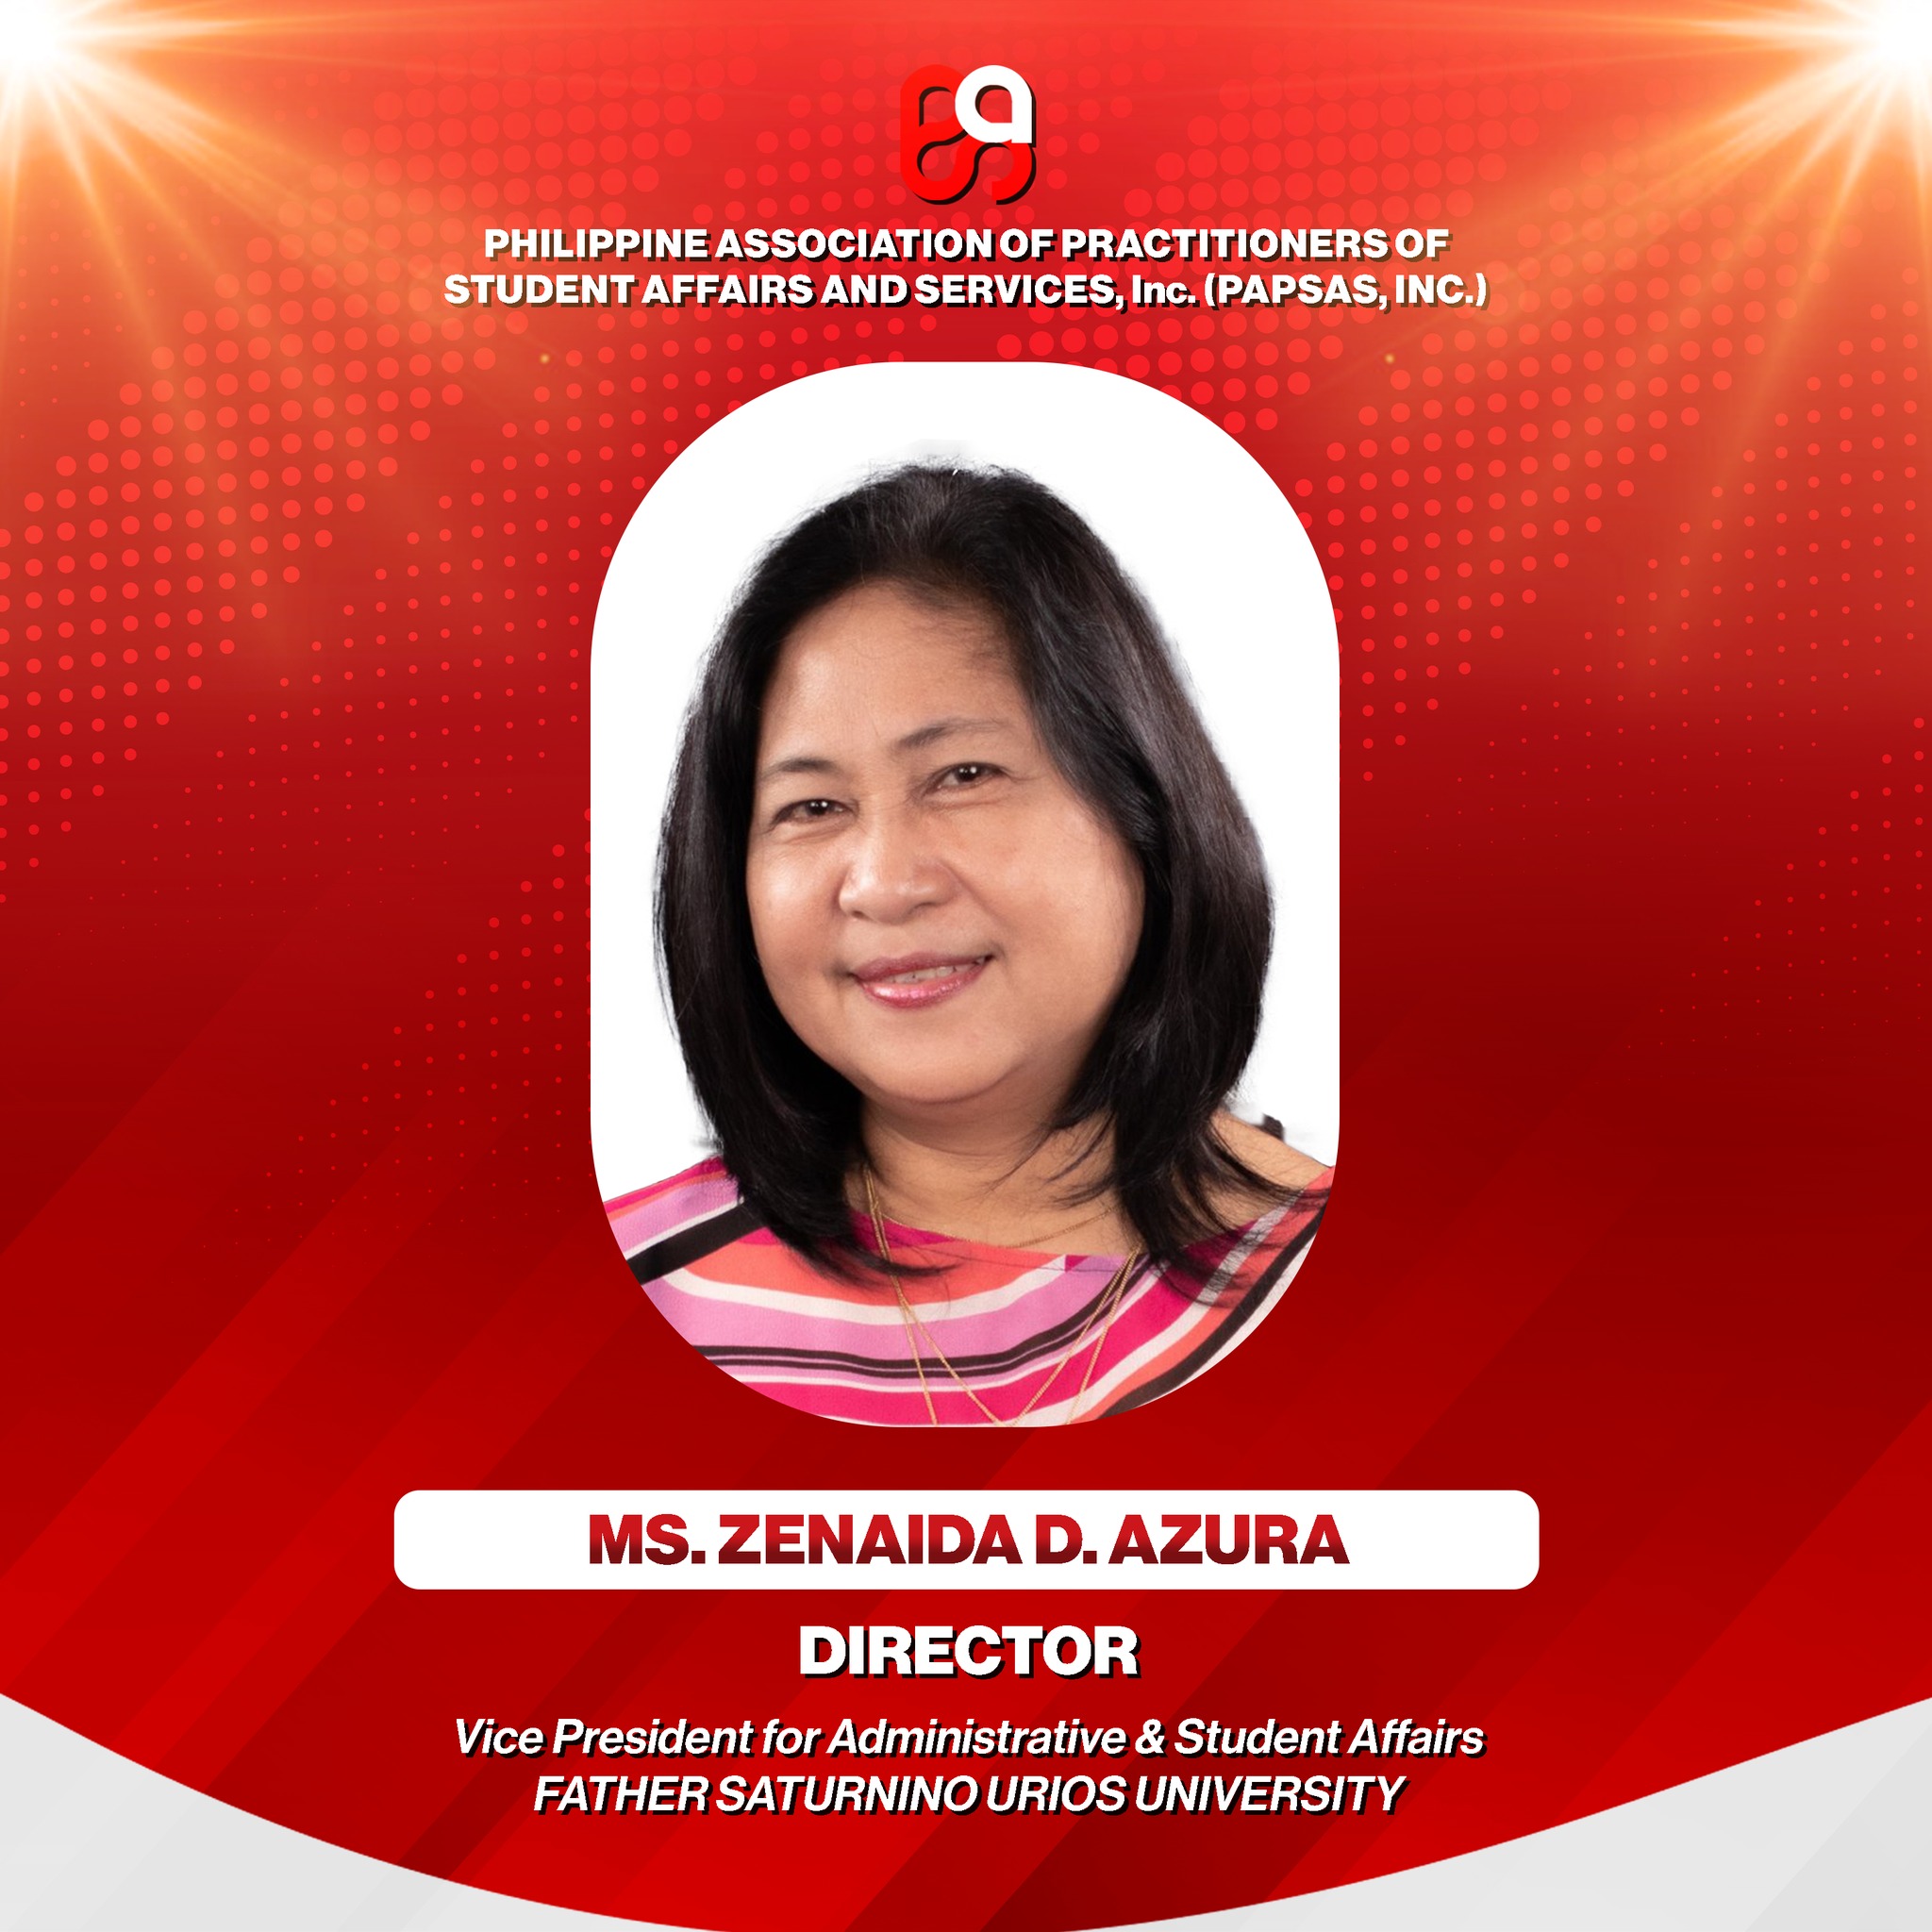 PHILIPPINE ASSOCIATION OF PRACTITIONERS OF
STUDENT AFFAIRS AND SERVICES, Inc. (PAPSAS, INC.)
MS. ZENAIDA D. AZURA
DIRECTOR
Vice President for Administrative & Student Affairs
FATHER SATURNINO URIOS UNIVERSITY